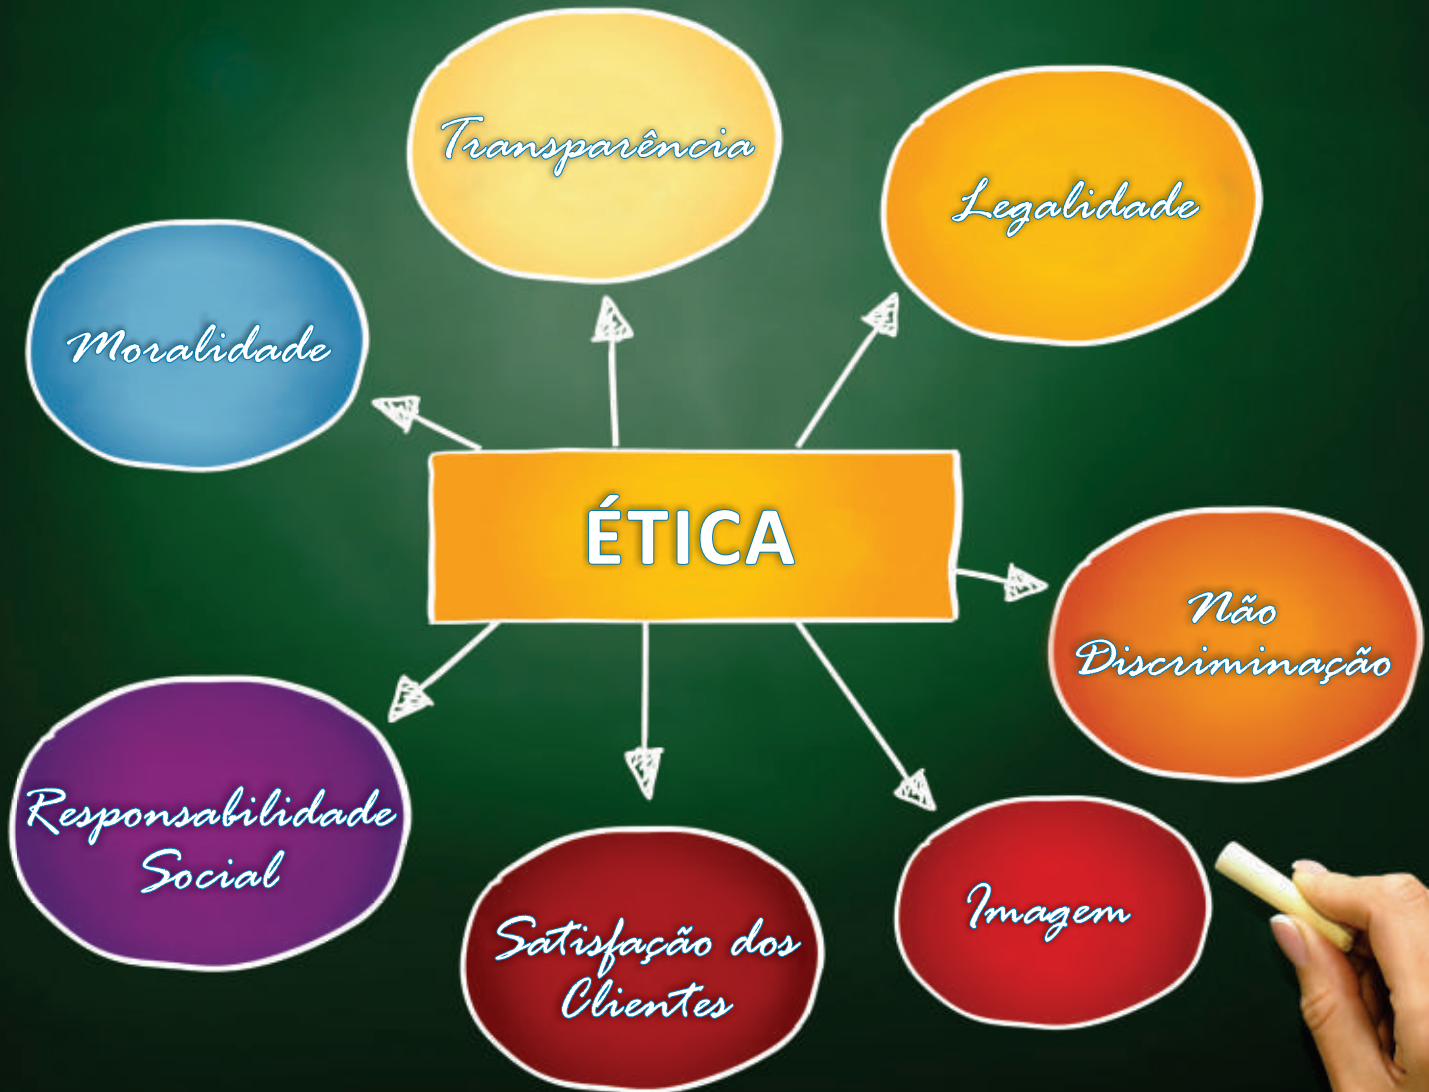 Transparência
Legalidade
Moralidade
ÉTICA
Não
Discriminação
Responsabilidade
Social
Imagem
Satisfação dos
Clientes